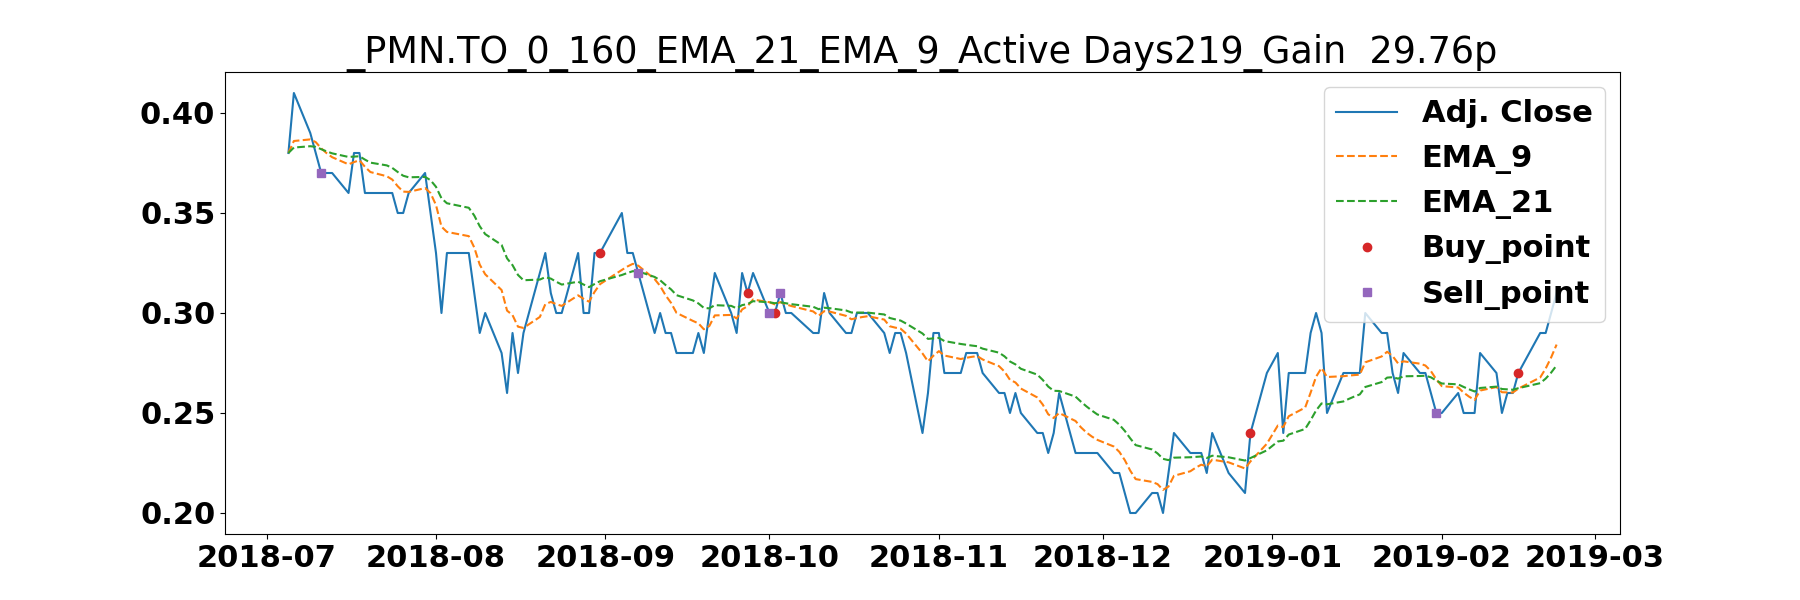 _PMN.TO_0_160_EMA_21_EMA_9_Active Days219_Gain  29.76p
0.40
0.35
0.30
0.25
0.20
Adj. Close
EMA_9
EMA_21
Buy_point
Sell_point
2018-07 2018-08 2018-09 2018-10 2018-11 2018-12 2019-01 2019-02 2019-03